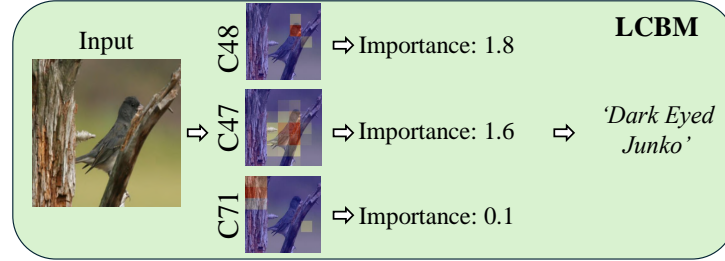 Input
C48
Importance: 1.8
LCBM
C47
Importance: 1.6
‘Dark Eyed
Junko’
C71
Importance: 0.1